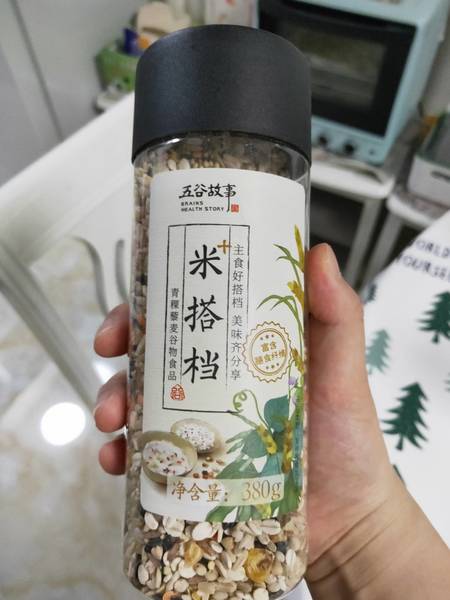 五谷故事
GRAINS
HEALTH STORY
主食好搭档 美味齐分享
米搭档
青稞藜麦谷物食品
富含
膳食纤维
净含量：380g
WORLD
YOURSELF